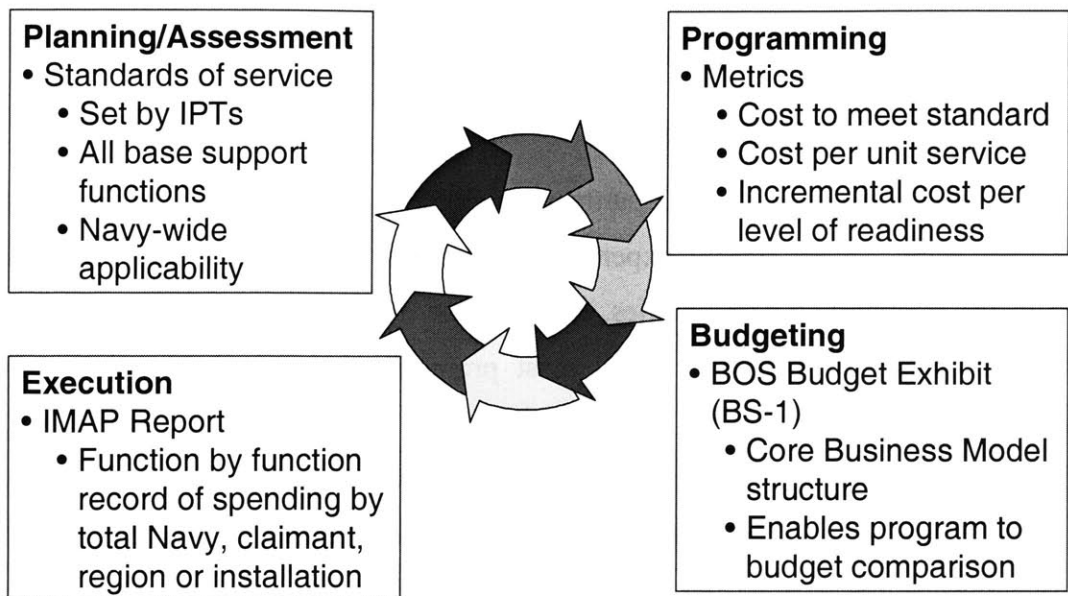 Planning/Assessment
• Standards of service
• Set by IPTs
• All base support
functions
• Navy-wide
applicability
Programming
• Metrics
• Cost to meet standard
• Cost per unit service
• Incremental cost per
level of readiness
Execution
• IMAP Report
• Function by function
record of spending by
total Navy, claimant,
region or installation
Budgeting
• BOS Budget Exhibit
(BS-1)
• Core Business Model
structure
• Enables program to
budget comparison